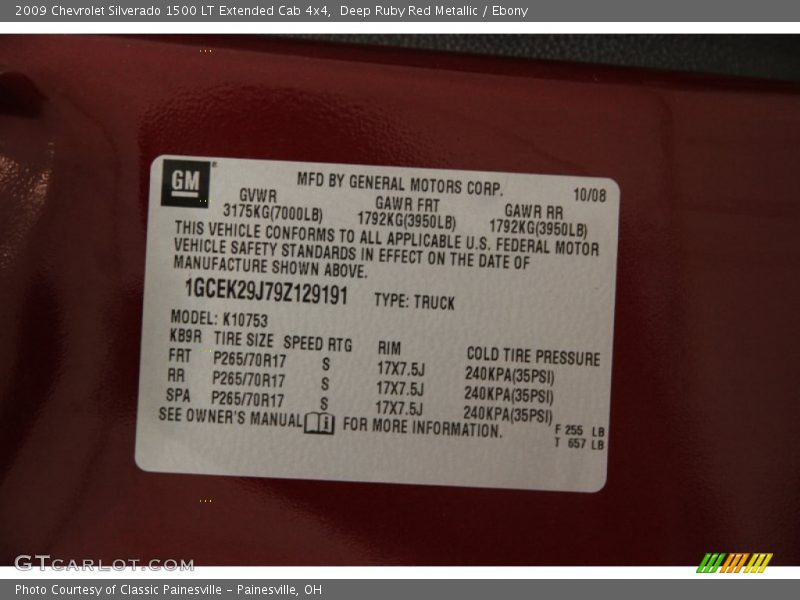 2009 Chevrolet Silverado 1500 LT Extended Cab 4x4, Deep Ruby Red Metallic / Ebony
GM
MFD BY GENERAL MOTORS CORP. 10/08
GVWR GAWR FRT GAWR RR
3175KG(7000LB) 1792KG(3950LB) 1792KG(3950LB)
THIS VEHICLE CONFORMS TO ALL APPLICABLE U.S. FEDERAL MOTOR
VEHICLE SAFETY STANDARDS IN EFFECT ON THE DATE OF
MANUFACTURE SHOWN ABOVE.
1GCEK29J79Z129191 TYPE: TRUCK
MODEL: K10753
KB9R TIRE SIZE SPEED RTG RIM COLD TIRE PRESSURE
FRT P265/70R17 S 17X7.5J 240KPA(35PSI)
RR P265/70R17 S 17X7.5J 240KPA(35PSI)
SPA P265/70R17 S 17X7.5J 240KPA(35PSI)
SEE OWNER'S MANUAL i FOR MORE INFORMATION.
F 255 LB
T 657 LB
GTCARLOT.COM
Photo Courtesy of Classic Painesville - Painesville, OH